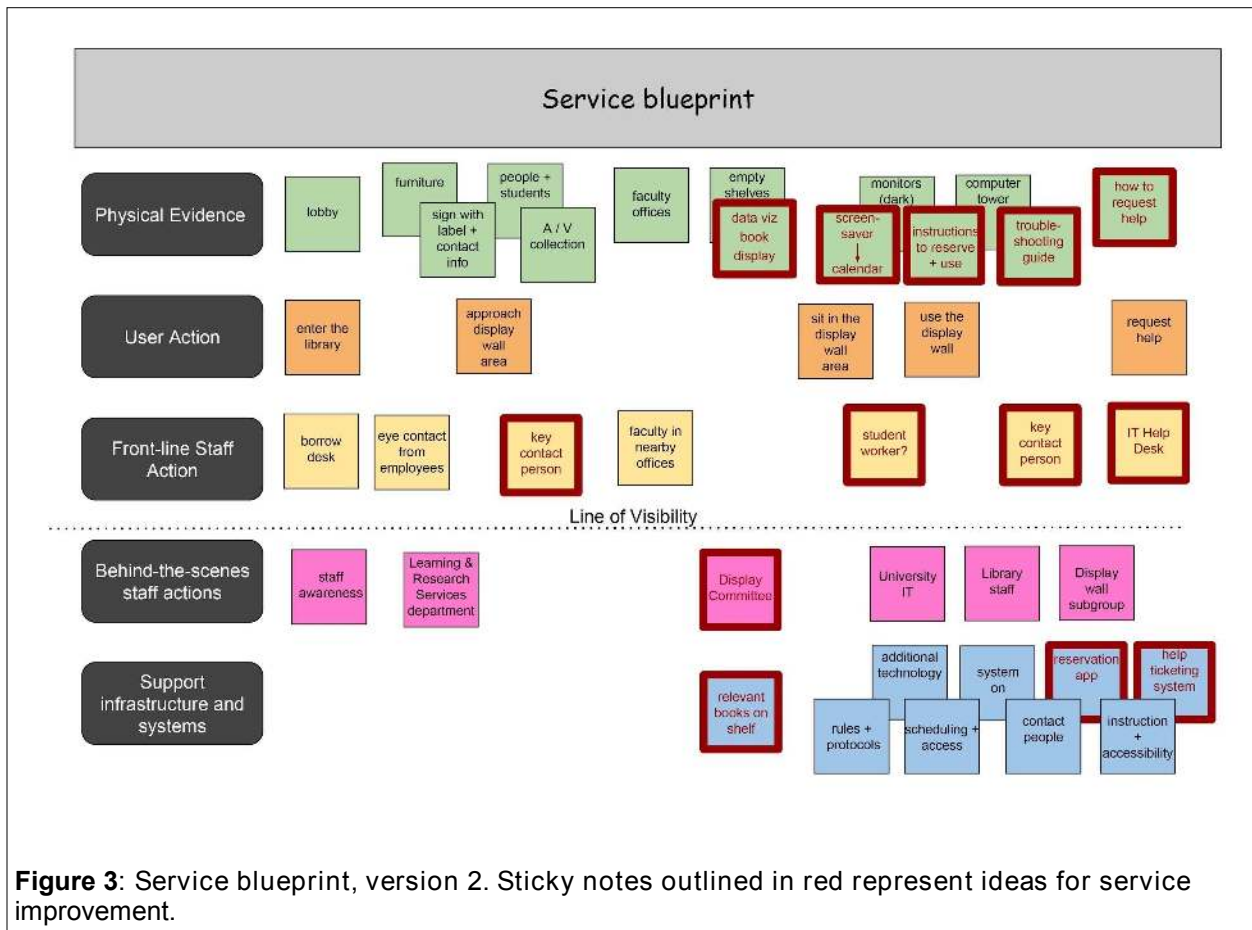 Service blueprint
Physical Evidence
lobby
furniture
sign with
label +
contact
info
people +
students
A / V
collection
faculty
offices
empty
shelves
data viz
book
display
monitors
(dark)
screen-
saver
calendar
instructions
to reserve
+ use
computer
tower
trouble-
shooting
guide
how to
request
help
User Action
enter the
library
approach
display
wall
area
sit in the
display
wall
area
use the
display
wall
request
help
Front-line Staff
Action
borrow
desk
eye contact
from
employees
key
contact
person
faculty in
nearby
offices
student
worker?
key
contact
person
IT Help
Desk
Line of Visibility
Behind-the-scenes
staff actions
staff
awareness
Learning &
Research
Services
department
Display
Committee
University
IT
Library
staff
Display
wall
subgroup
Support
infrastructure and
systems
relevant
books on
shelf
additional
technology
system
on
reservation
app
help
ticketing
system
rules +
protocols
scheduling +
access
contact
people
instruction
+
accessibility
Figure 3: Service blueprint, version 2. Sticky notes outlined in red represent ideas for service
improvement.